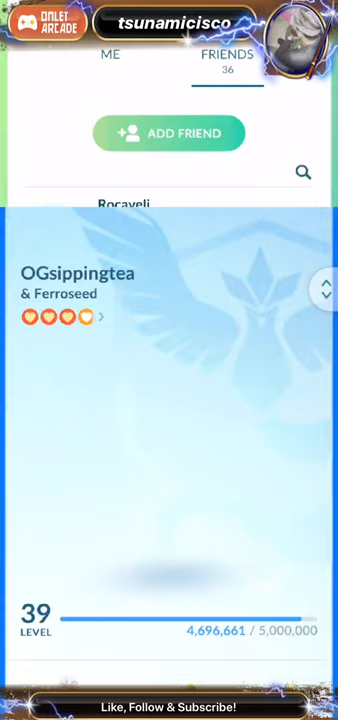 OMLET
ARCADE
tsunamicisco
ME
FRIENDS
36
ADD FRIEND
Rocaveli
OGsippingtea
& Ferroseed
39
LEVEL
4,696,661 / 5,000,000
Like, Follow & Subscribe!